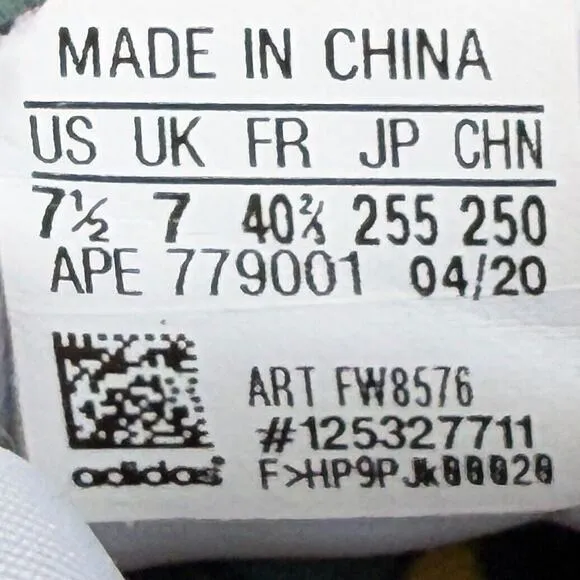 MADE IN CHINA
US UK FR JP CHN
7½ 7 40⅔ 255 250
APE 779001 04/20
ART FW8576
#125327711
adidas